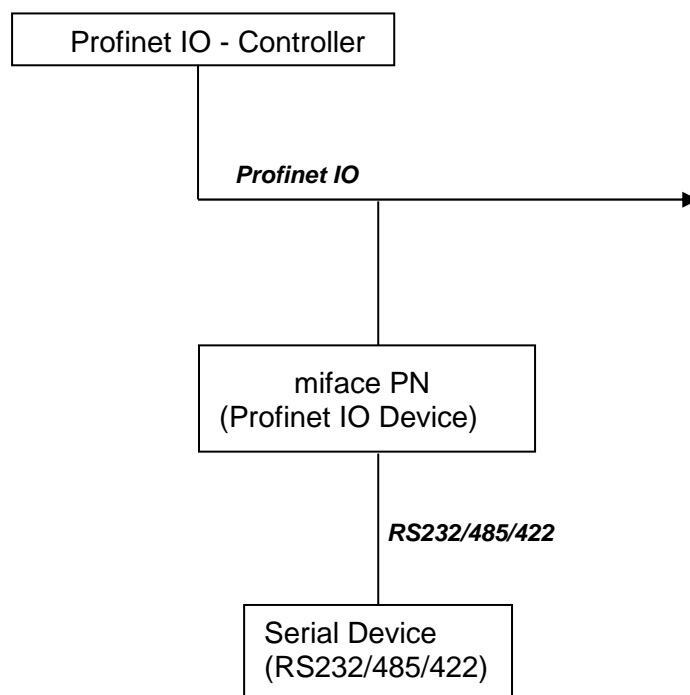 Profinet IO - Controller
Profinet IO
miface PN
(Profinet IO Device)
RS232/485/422
Serial Device
(RS232/485/422)